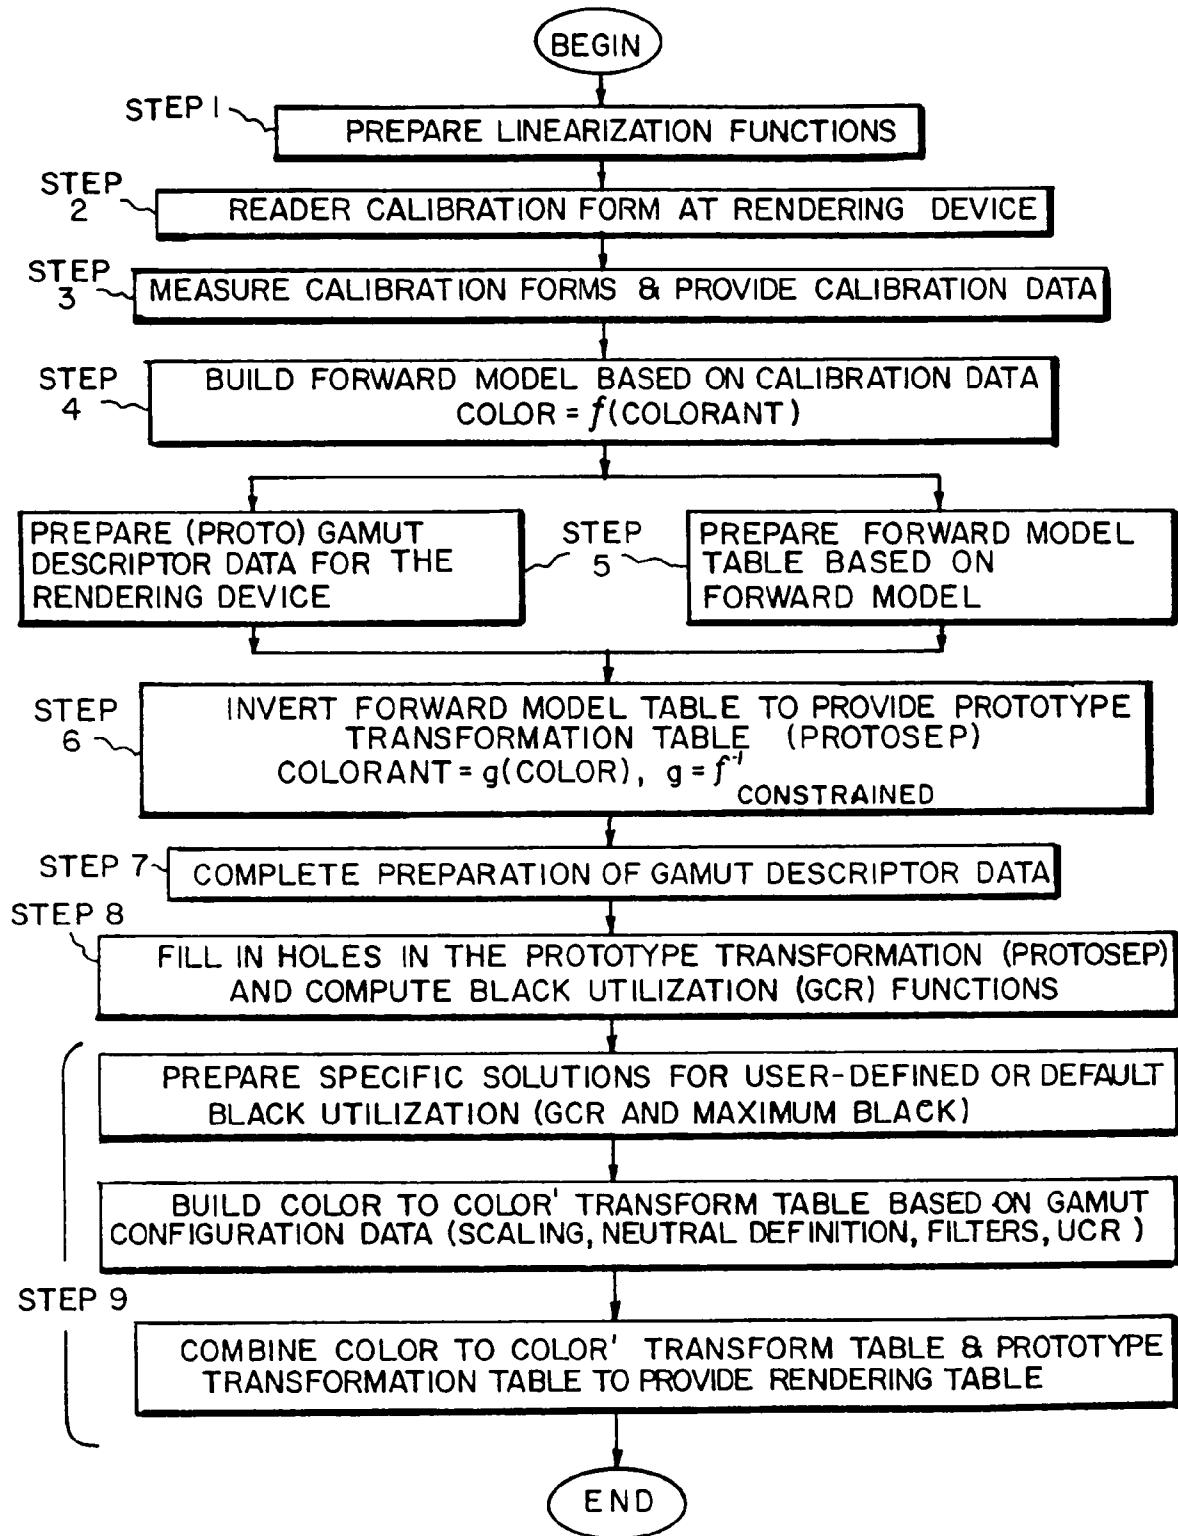 BEGIN
STEP 1
PREPARE LINEARIZATION FUNCTIONS
STEP
2
READER CALIBRATION FORM AT RENDERING DEVICE
STEP
3
MEASURE CALIBRATION FORMS & PROVIDE CALIBRATION DATA
STEP
4
BUILD FORWARD MODEL BASED ON CALIBRATION DATA
COLOR = f(COLORANT)
PREPARE (PROTO) GAMUT
DESCRIPTOR DATA FOR THE
RENDERING DEVICE
STEP
5
PREPARE FORWARD MODEL
TABLE BASED ON
FORWARD MODEL
STEP
6
INVERT FORWARD MODEL TABLE TO PROVIDE PROTOTYPE
TRANSFORMATION TABLE (PROTOSEP)
COLORANT = g(COLOR), g = f⁻¹
CONSTRAINED
STEP 7
COMPLETE PREPARATION OF GAMUT DESCRIPTOR DATA
STEP 8
FILL IN HOLES IN THE PROTOTYPE TRANSFORMATION (PROTOSEP)
AND COMPUTE BLACK UTILIZATION (GCR) FUNCTIONS
STEP 9
PREPARE SPECIFIC SOLUTIONS FOR USER-DEFINED OR DEFAULT
BLACK UTILIZATION (GCR AND MAXIMUM BLACK)
BUILD COLOR TO COLOR' TRANSFORM TABLE BASED ON GAMUT
CONFIGURATION DATA (SCALING, NEUTRAL DEFINITION, FILTERS, UCR )
COMBINE COLOR TO COLOR' TRANSFORM TABLE & PROTOTYPE
TRANSFORMATION TABLE TO PROVIDE RENDERING TABLE
END